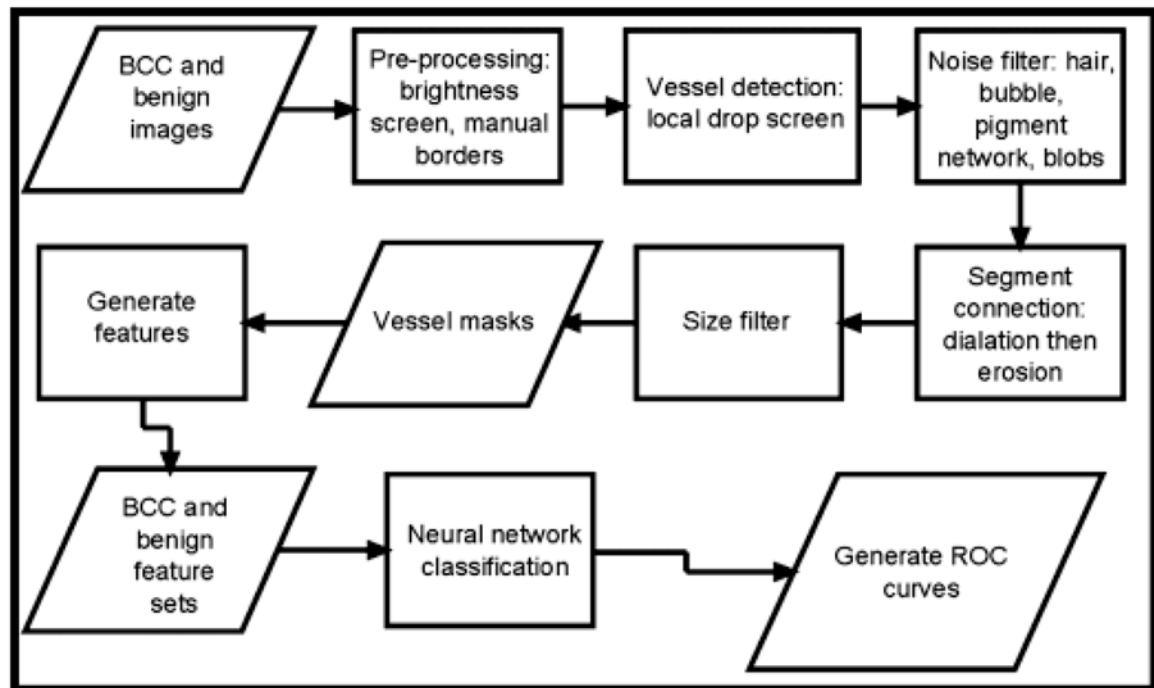 BCC and
benign
images
Pre-processing:
brightness
screen, manual
borders
Vessel detection:
local drop screen
Noise filter: hair,
bubble,
pigment
network, blobs
Segment
connection:
dialation then
erosion
Size filter
Vessel masks
Generate
features
BCC and
benign
feature
sets
Neural network
classification
Generate ROC
curves